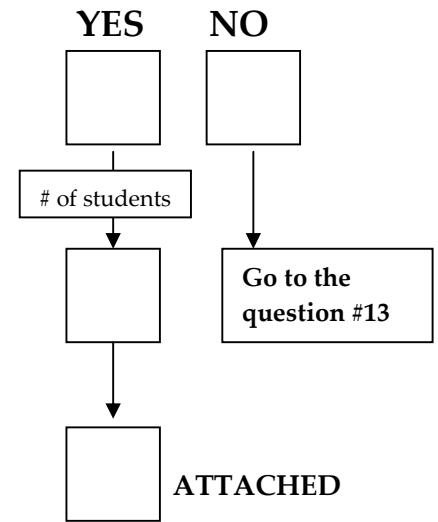 YES NO
# of students
Go to the
question #13
ATTACHED